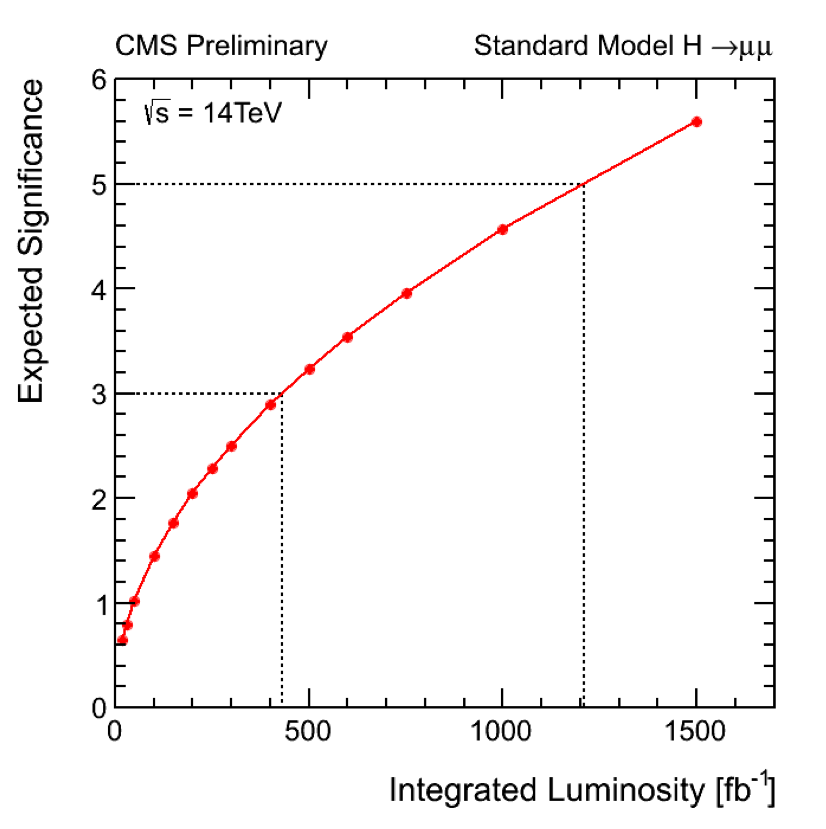 CMS Preliminary Standard Model H →μμ
√s = 14TeV
Expected Significance
6
5
4
3
2
1
0
0 500 1000 1500
Integrated Luminosity [fb⁻¹]